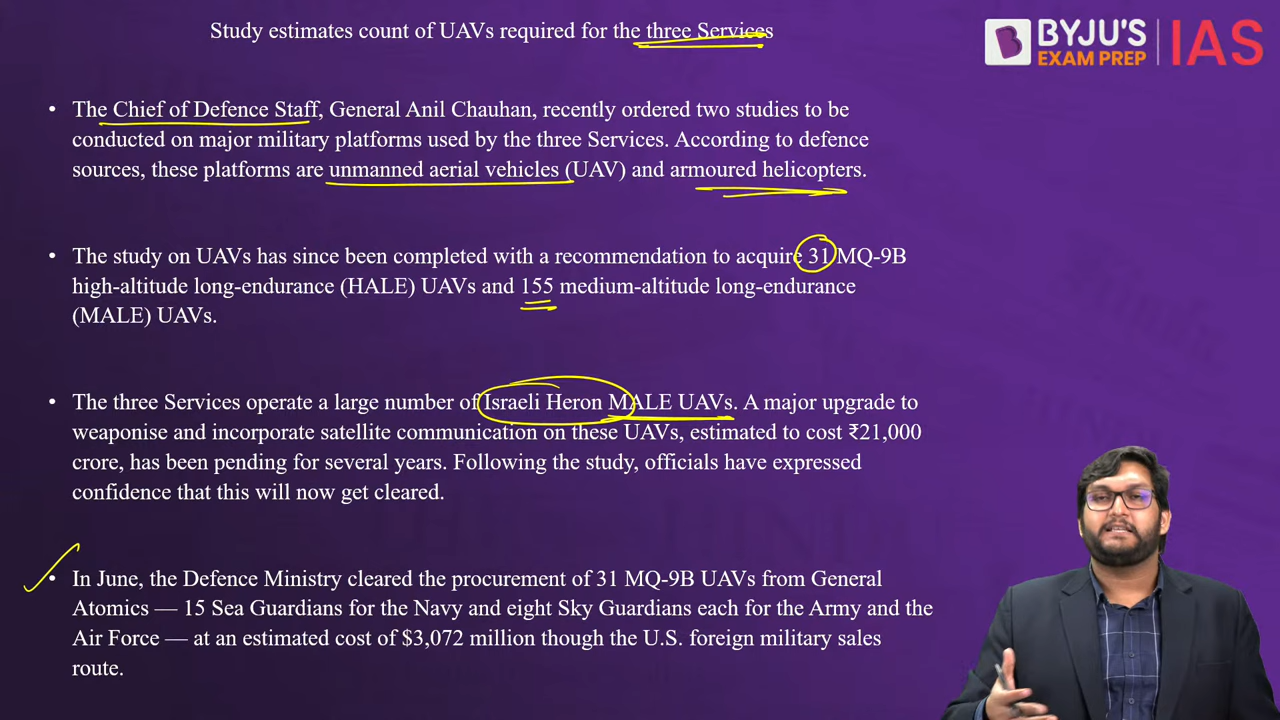 Study estimates count of UAVs required for the three Services
BYJU'S
EXAM PREP
IAS
• The Chief of Defence Staff, General Anil Chauhan, recently ordered two studies to be
conducted on major military platforms used by the three Services. According to defence
sources, these platforms are unmanned aerial vehicles (UAV) and armoured helicopters.
• The study on UAVs has since been completed with a recommendation to acquire 31 MQ-9B
high-altitude long-endurance (HALE) UAVs and 155 medium-altitude long-endurance
(MALE) UAVs.
• The three Services operate a large number of Israeli Heron MALE UAVs. A major upgrade to
weaponise and incorporate satellite communication on these UAVs, estimated to cost ₹21,000
crore, has been pending for several years. Following the study, officials have expressed
confidence that this will now get cleared.
• In June, the Defence Ministry cleared the procurement of 31 MQ-9B UAVs from General
Atomics — 15 Sea Guardians for the Navy and eight Sky Guardians each for the Army and the
Air Force — at an estimated cost of $3,072 million though the U.S. foreign military sales
route.